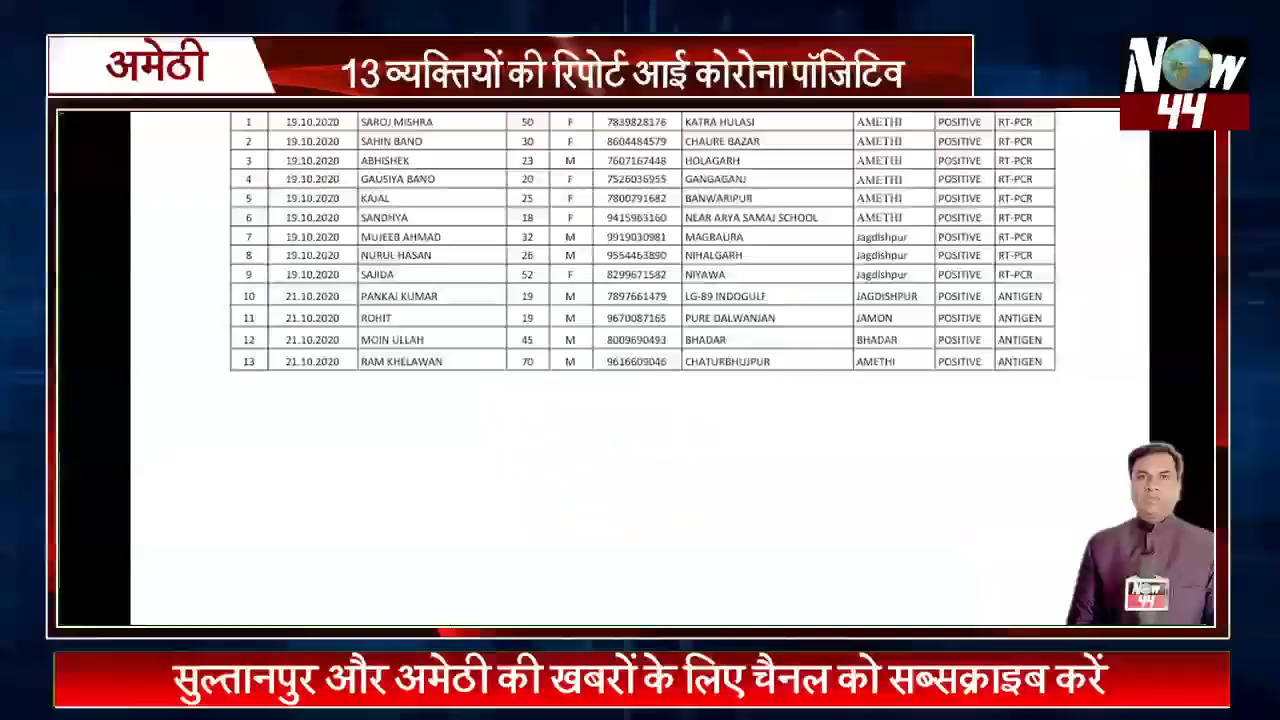 अमेठी
13 व्यक्तियों की रिपोर्ट आई कोरोना पॉजिटिव
NOW
44
1 19.10.2020 SAROJ MISHRA 50 F 7839828176 KATRA HULASI AMETHI POSITIVE RT-PCR
2 19.10.2020 SAHIN BANO 30 F 8604484579 CHAURE BAZAR AMETHI POSITIVE RT-PCR
3 19.10.2020 ABHISHEK 23 M 7607167448 HOLAGARH AMETHI POSITIVE RT-PCR
4 19.10.2020 GAUSIYA BANO 20 F 7526036955 GANGAGANJ AMETHI POSITIVE RT-PCR
5 19.10.2020 KAJAL 25 F 7800791682 BANWARIPUR AMETHI POSITIVE RT-PCR
6 19.10.2020 SANDHYA 18 F 9415963160 NEAR ARYA SAMAJ SCHOOL AMETHI POSITIVE RT-PCR
7 19.10.2020 MUJEEB AHMAD 32 M 9919030981 MAGRAURA Jagdishpur POSITIVE RT-PCR
8 19.10.2020 NURUL HASAN 26 M 9554463890 NIHALGARH Jagdishpur POSITIVE RT-PCR
9 19.10.2020 SAJIDA 52 F 8299671582 NIYAWA Jagdishpur POSITIVE RT-PCR
10 21.10.2020 PANKAJ KUMAR 19 M 7897661479 LG-89 INDOGULF JAGDISHPUR POSITIVE ANTIGEN
11 21.10.2020 ROHIT 19 M 9670087165 PURE DALWANJAN JAMON POSITIVE ANTIGEN
12 21.10.2020 MOIN ULLAH 45 M 8009690493 BHADAR BHADAR POSITIVE ANTIGEN
13 21.10.2020 RAM KHELAWAN 70 M 9616609046 CHATURBHUJPUR AMETHI POSITIVE ANTIGEN
NOW
44
सुल्तानपुर और अमेठी की खबरों के लिए चैनल को सब्सक्राइब करें